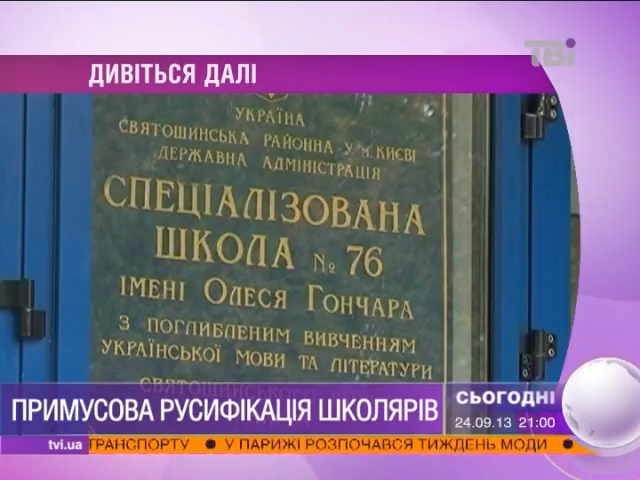 ТВі
ДИВІТЬСЯ ДАЛІ
УКРАЇНА
СВЯТОШИНСЬКА РАЙОННА У М. КИЄВІ
ДЕРЖАВНА АДМІНІСТРАЦІЯ
СПЕЦІАЛІЗОВАНА
ШКОЛА № 76
ІМЕНІ ОЛЕСЯ ГОНЧАРА
З ПОГЛИБЛЕНИМ ВИВЧЕННЯМ
УКРАЇНСЬКОЇ МОВИ ТА ЛІТЕРАТУРИ
ПРИМУСОВА РУСИФІКАЦІЯ ШКОЛЯРІВ
СЬОГОДНІ
24.09.13 21:00
tvi.ua ТРАНСПОРТУ • У ПАРИЖІ РОЗПОЧАВСЯ ТИЖДЕНЬ МОДИ •